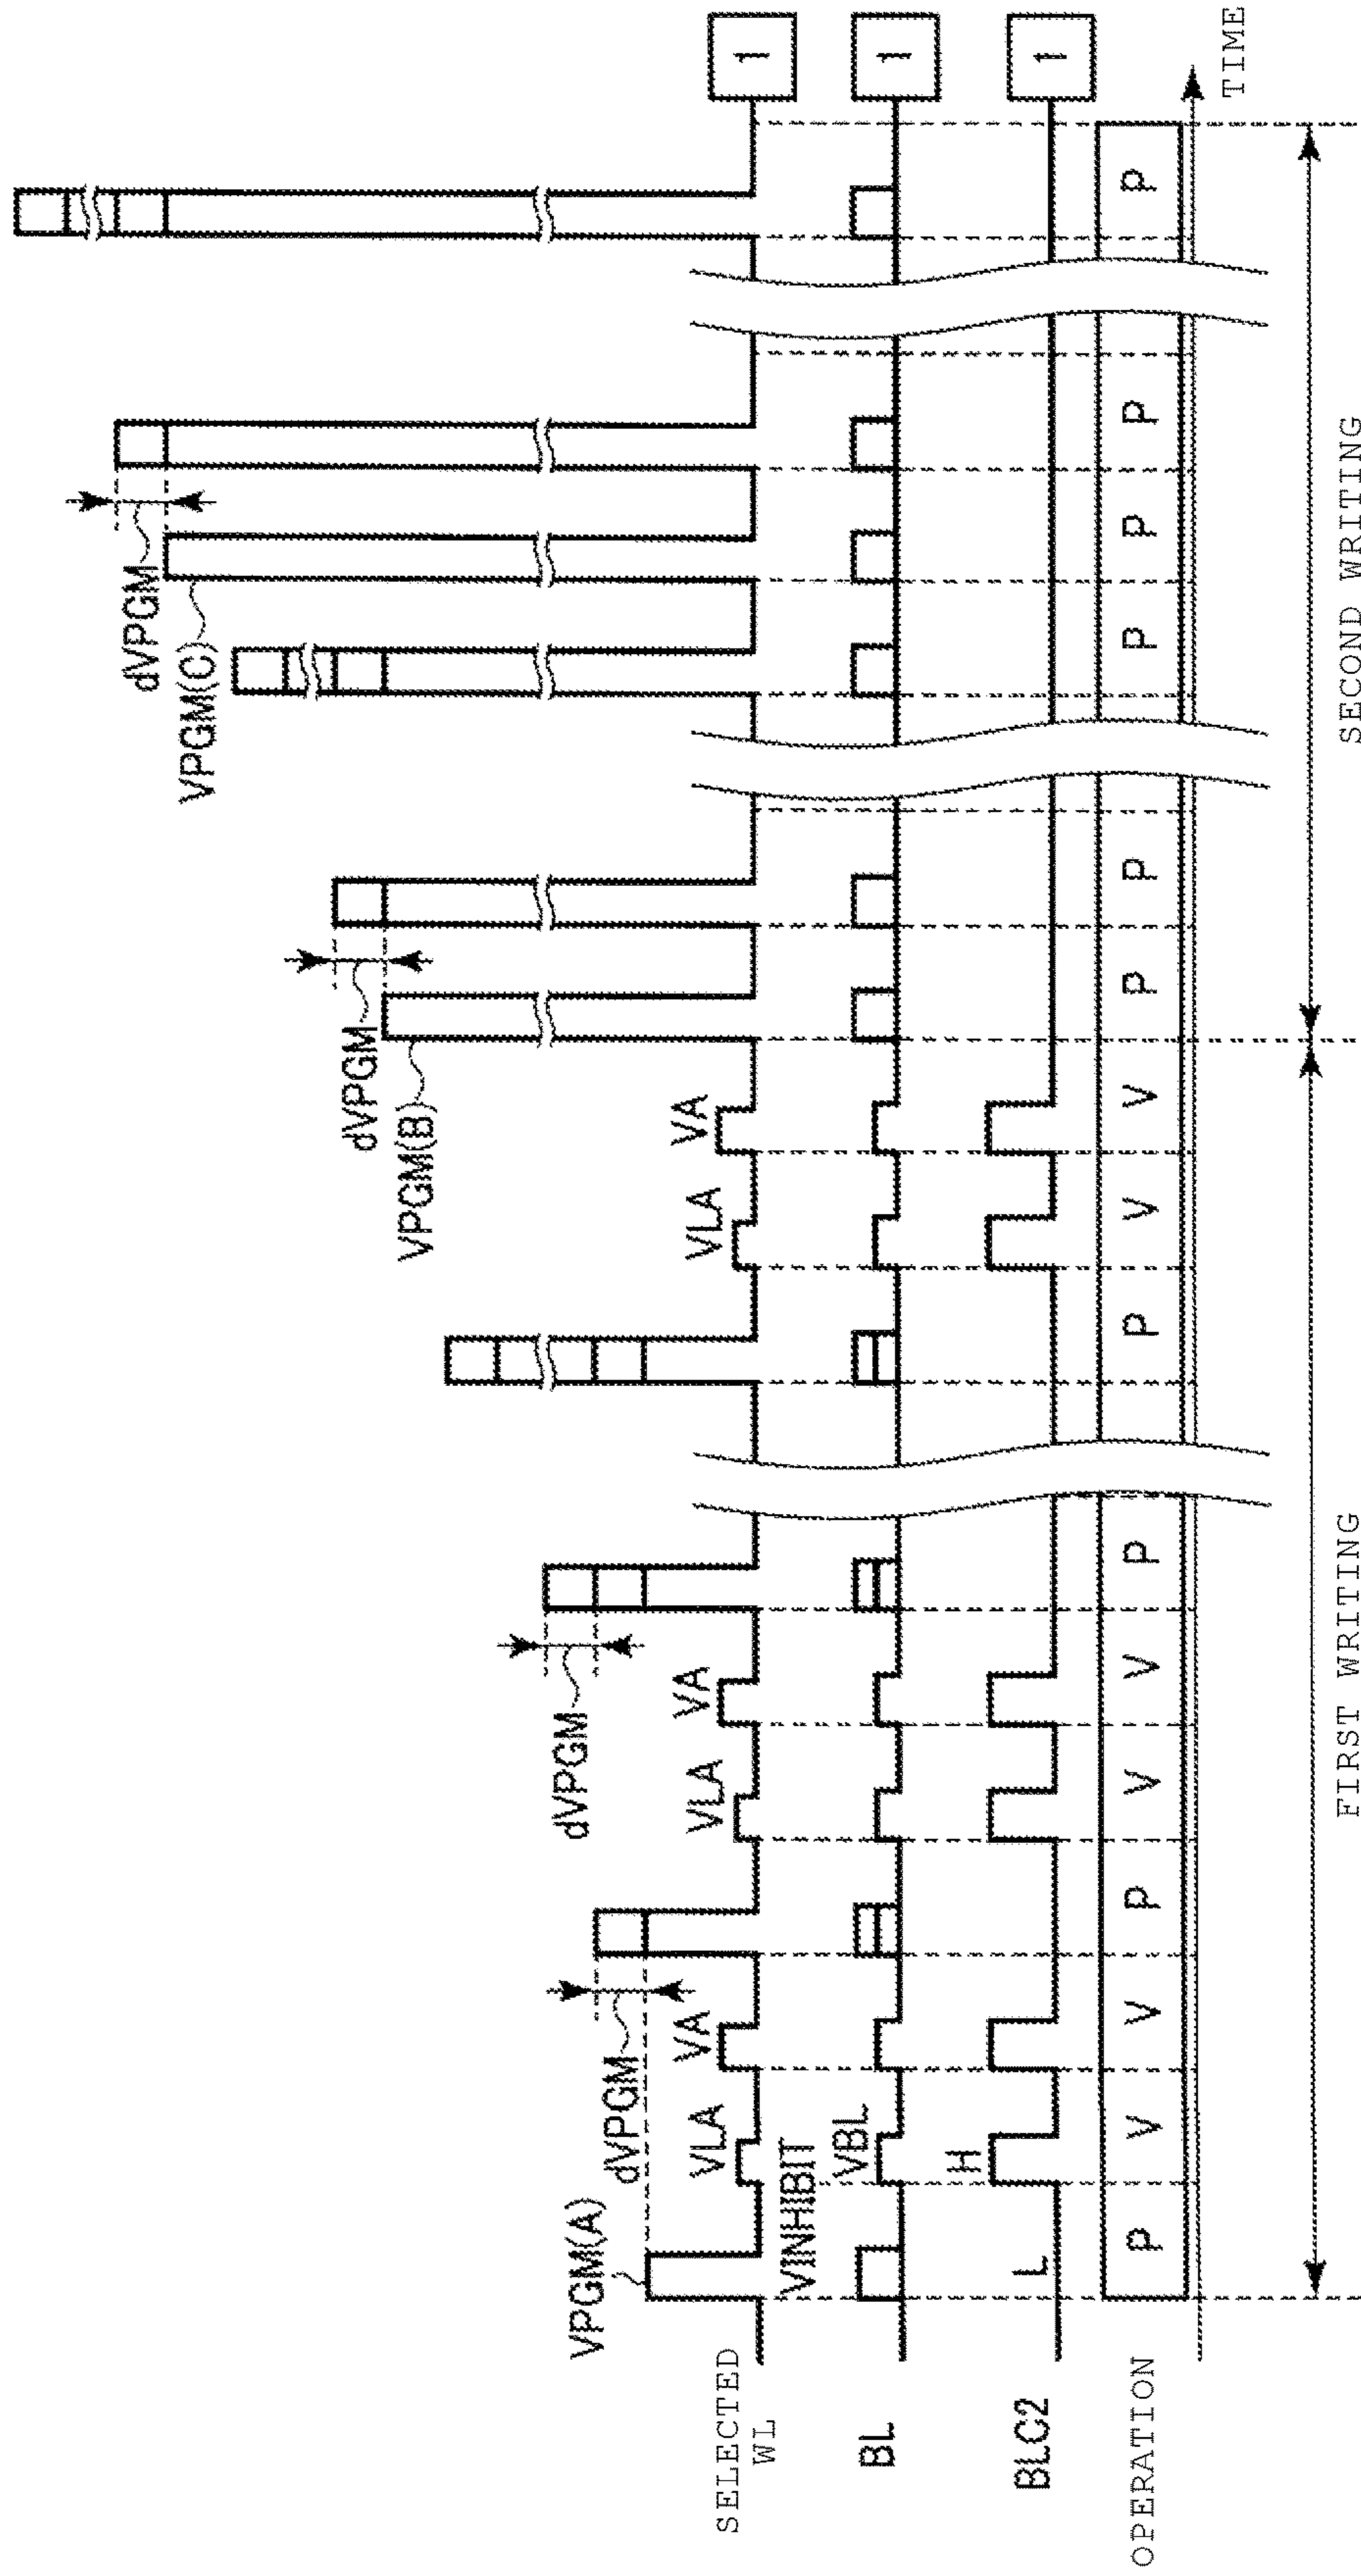 VPGM(A)
dVPGM
dVPGM
dVPGM
VPGM(B)
dVPGM
VPGM(C)
SELECTED
WL
VLA
VA
VLA
VA
VLA
VA
1
VINHIBIT
BL
VBL
1
BLC2
L
H
1
OPERATION
P
V
V
P
V
V
P
P
V
V
P
P
P
P
P
P
TIME
FIRST WRITING
SECOND WRITING